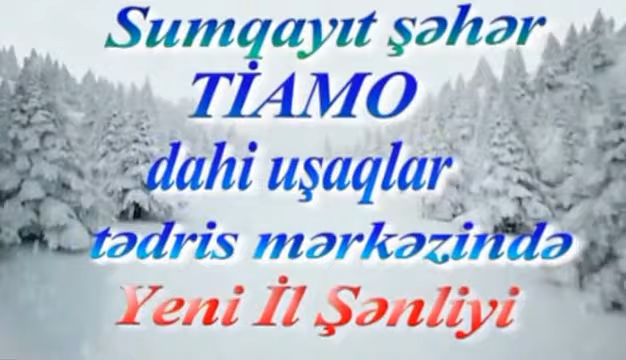 Sumqayıt şəhər
TİAMO
dahi uşaqlar
tədris mərkəzində
Yeni İl Şənliyi